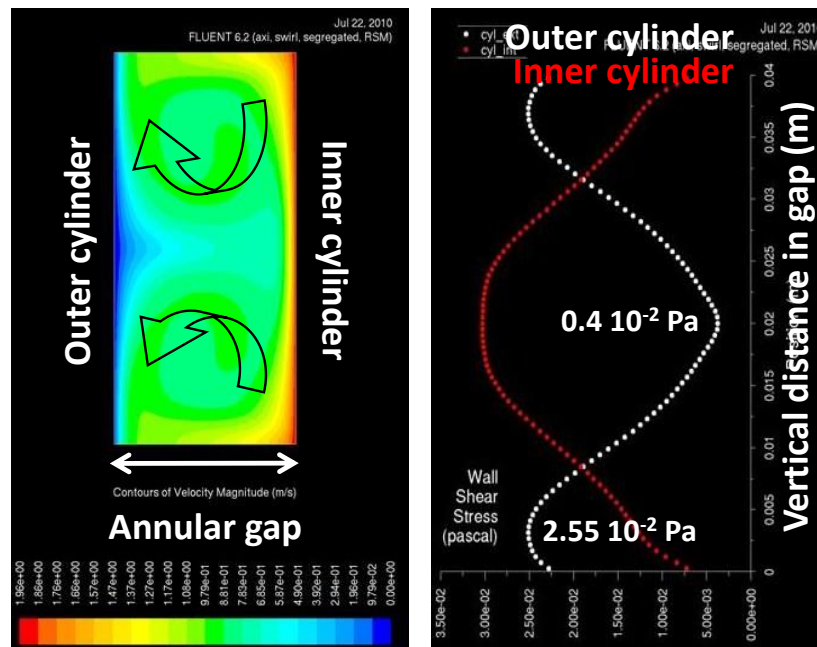 Jul 22, 2010
FLUENT 6.2 (axi, swirl, segregated, RSM)
Outer cylinder
Inner cylinder
Contours of Velocity Magnitude (m/s)
Annular gap
1.96e+00
1.86e+00
1.76e+00
1.66e+00
1.57e+00
1.47e+00
1.37e+00
1.27e+00
1.17e+00
1.08e+00
9.79e-01
8.81e-01
7.83e-01
6.85e-01
5.87e-01
4.90e-01
3.92e-01
2.94e-01
1.96e-01
9.79e-02
0.00e+00
Jul 22, 2010
FLUENT 6.2 (axi, swirl, segregated, RSM)
cyl_ext
cyl_int
Outer cylinder
Inner cylinder
0.4 10-2 Pa
2.55 10-2 Pa
Wall
Shear
Stress
(pascal)
3.50e-02
3.00e-02
2.50e-02
2.00e-02
1.50e-02
1.00e-02
5.00e-03
0.00e+00
0.04
0.035
0.03
0.025
0.02
0.015
0.01
0.005
0
Vertical distance in gap (m)